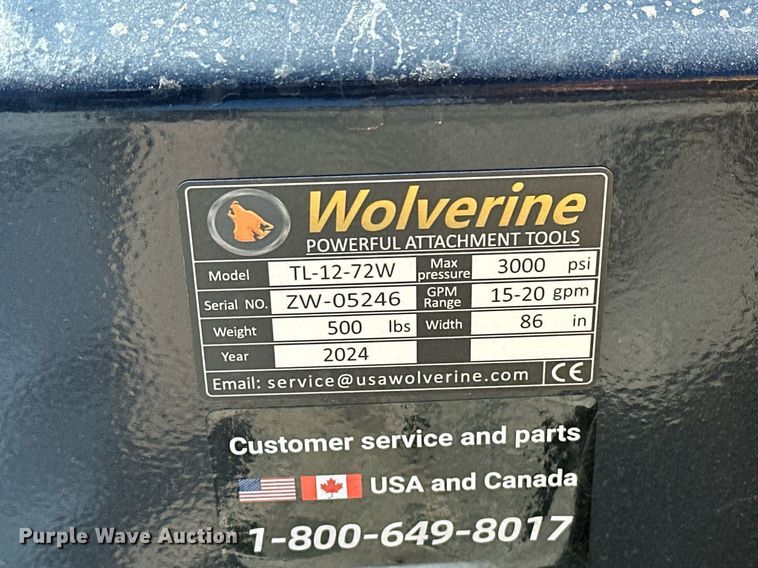 Wolverine
POWERFUL ATTACHMENT TOOLS
Model TL-12-72W Max pressure 3000 psi
Serial NO. ZW-05246 GPM Range 15-20 gpm
Weight 500 lbs Width 86 in
Year 2024
Email: service@usawolverine.com CE
Customer service and parts
USA and Canada
1-800-649-8017
Purple Wave Auction